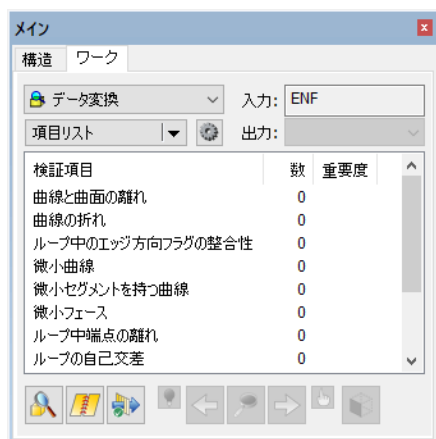 メイン
構造 ワーク
データ変換 入力: ENF
項目リスト 出力:
検証項目 数 重要度
曲線と曲面の離れ 0
曲線の折れ 0
ループ中のエッジ方向フラグの整合性 0
微小曲線 0
微小セグメントを持つ曲線 0
微小フェース 0
ループ中端点の離れ 0
ループの自己交差 0